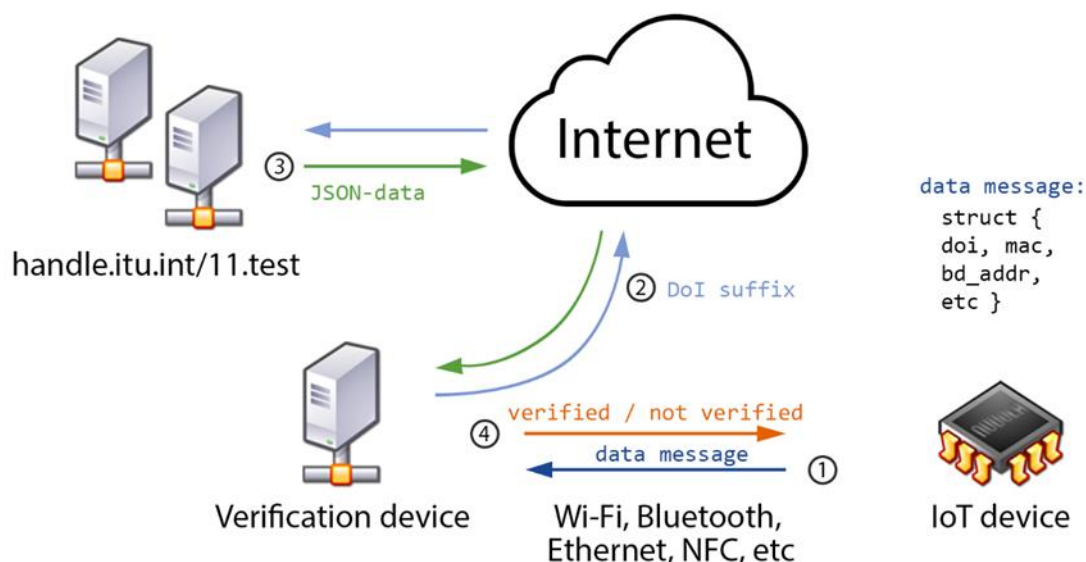 Internet
③
JSON-data
handle.itu.int/11.test
data message:
struct {
doi, mac,
bd_addr,
etc }
② DoI suffix
④
verified / not verified
data message
①
Verification device
Wi-Fi, Bluetooth,
Ethernet, NFC, etc
IoT device